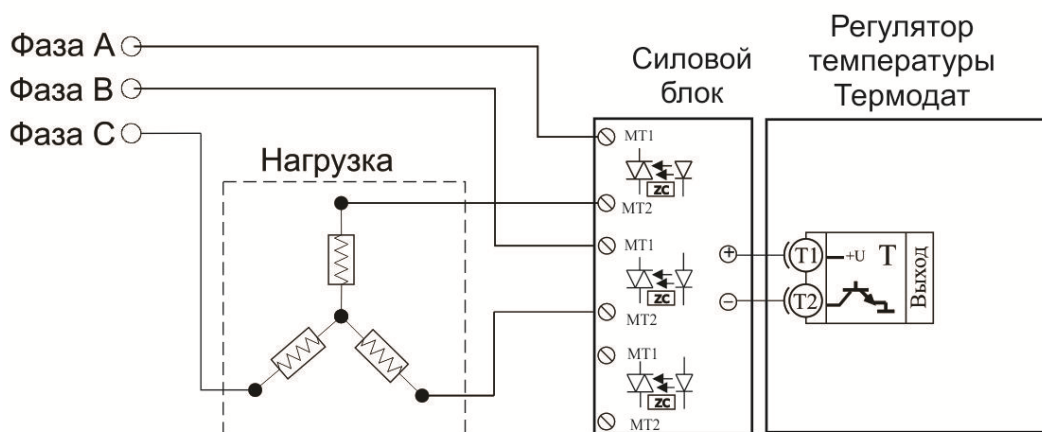 Фаза A
Фаза B
Фаза C
Нагрузка
Силовой
блок
Регулятор
температуры
Термодат
MT1
ZC
MT2
MT1
ZC
MT2
MT1
ZC
MT2
+
−
T1
+U
T
T2
Выход